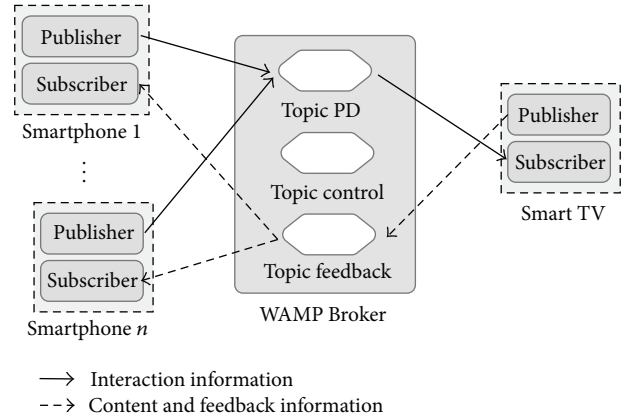 Publisher
Subscriber
Smartphone 1
⋮
Publisher
Subscriber
Smartphone n
Topic PD
Topic control
Topic feedback
WAMP Broker
Publisher
Subscriber
Smart TV
Interaction information
Content and feedback information